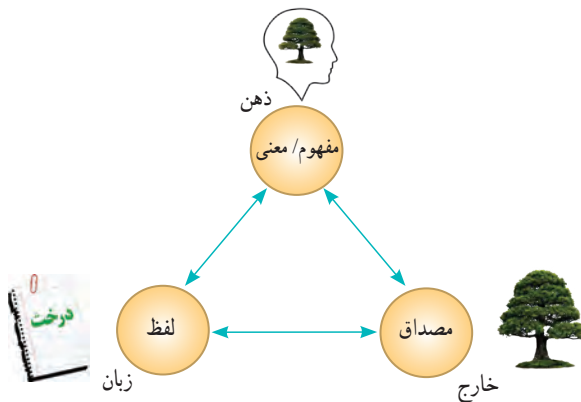 ذهن
مفهوم/ معنی
درخت
لفظ
مصداق
زبان
خارج